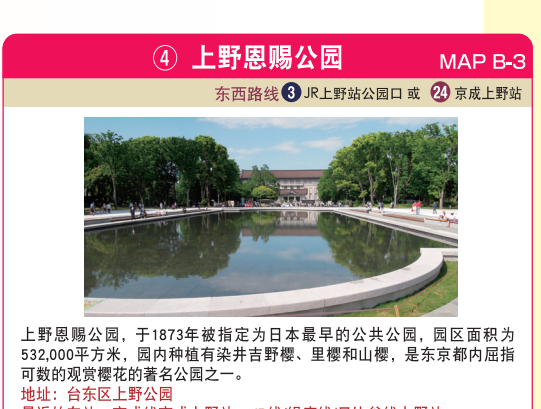 ④ 上野恩赐公园 MAP B-3
东西路线 3 JR上野站公园口 或 24 京成上野站
上野恩赐公园，于1873年被指定为日本最早的公共公园，园区面积为
532,000平方米，园内种植有染井吉野樱、里樱和山樱，是东京都内屈指
可数的观赏樱花的著名公园之一。
地址：台东区上野公园